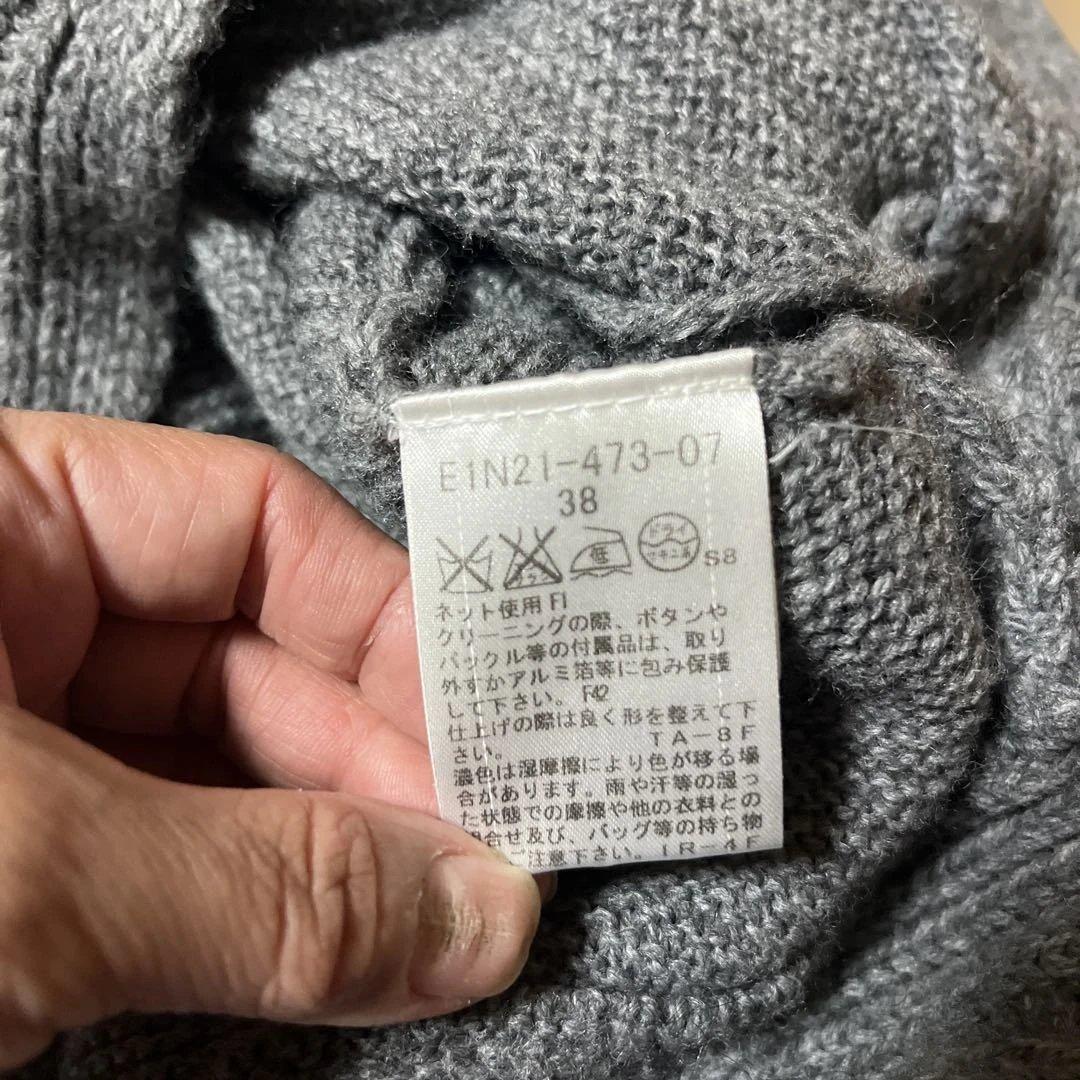 E1N21-473-07
38
低 ドライ
S8
ネット使用 F1
クリーニングの際、ボタンや
バックル等の付属品は、取り
外すかアルミ箔等に包み保護
して下さい。 F42
仕上げの際は良く形を整えて下
さい。 TA-8F
濃色は湿摩擦により色が移る場
合があります。雨や汗等の湿っ
た状態での摩擦や他の衣料との
合せ及び、バッグ等の持ち物
ご注意下さい。 IR-4F